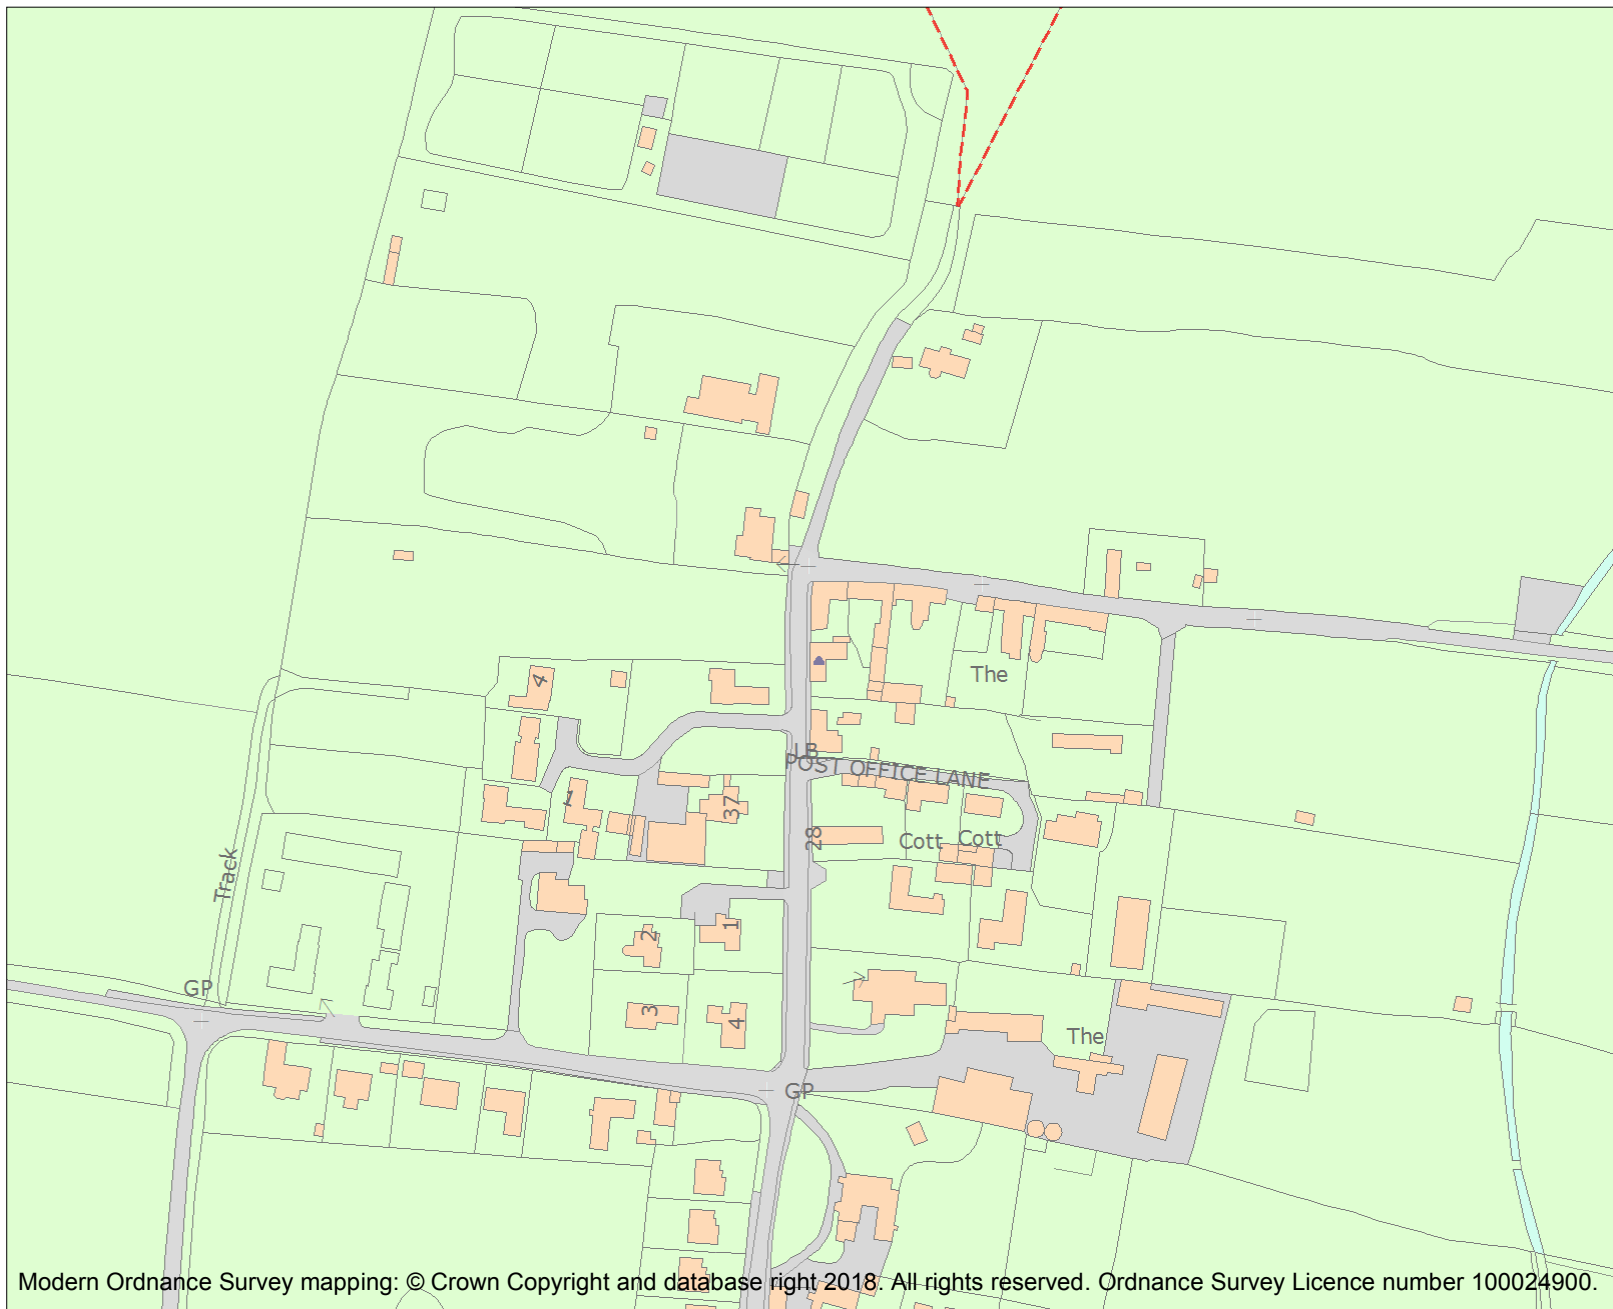 4
The
LB
POST OFFICE LANE
1
37
28
Cott
Cott
Track
1
2
GP
3
4
The
GP
Modern Ordnance Survey mapping: © Crown Copyright and database right 2018. All rights reserved. Ordnance Survey Licence number 100024900.